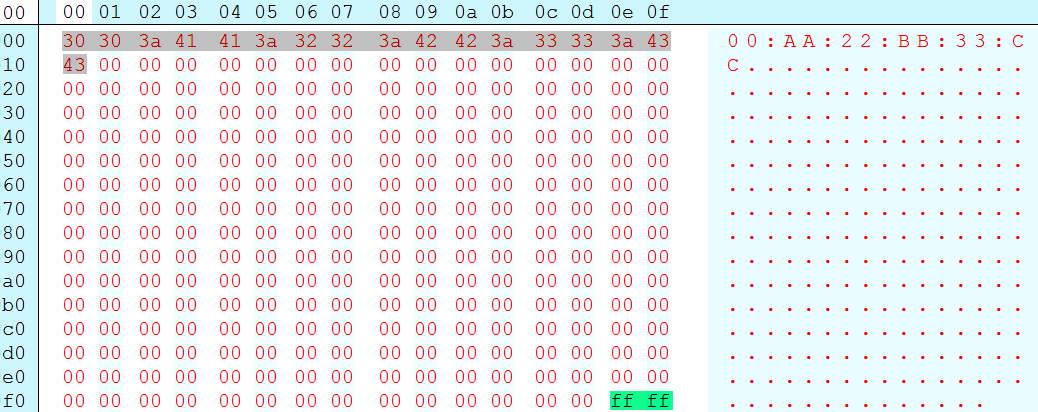 00 00 01 02 03 04 05 06 07 08 09 0a 0b 0c 0d 0e 0f
00 30 30 3a 41 41 3a 32 32 3a 42 42 3a 33 33 3a 43 00:AA:22:BB:33:C
10 43 00 00 00 00 00 00 00 00 00 00 00 00 00 00 00 C...............
20 00 00 00 00 00 00 00 00 00 00 00 00 00 00 00 00 ................
30 00 00 00 00 00 00 00 00 00 00 00 00 00 00 00 00 ................
40 00 00 00 00 00 00 00 00 00 00 00 00 00 00 00 00 ................
50 00 00 00 00 00 00 00 00 00 00 00 00 00 00 00 00 ................
60 00 00 00 00 00 00 00 00 00 00 00 00 00 00 00 00 ................
70 00 00 00 00 00 00 00 00 00 00 00 00 00 00 00 00 ................
80 00 00 00 00 00 00 00 00 00 00 00 00 00 00 00 00 ................
90 00 00 00 00 00 00 00 00 00 00 00 00 00 00 00 00 ................
a0 00 00 00 00 00 00 00 00 00 00 00 00 00 00 00 00 ................
b0 00 00 00 00 00 00 00 00 00 00 00 00 00 00 00 00 ................
c0 00 00 00 00 00 00 00 00 00 00 00 00 00 00 00 00 ................
d0 00 00 00 00 00 00 00 00 00 00 00 00 00 00 00 00 ................
e0 00 00 00 00 00 00 00 00 00 00 00 00 00 00 00 00 ................
f0 00 00 00 00 00 00 00 00 00 00 00 00 00 00 ff ff ..............